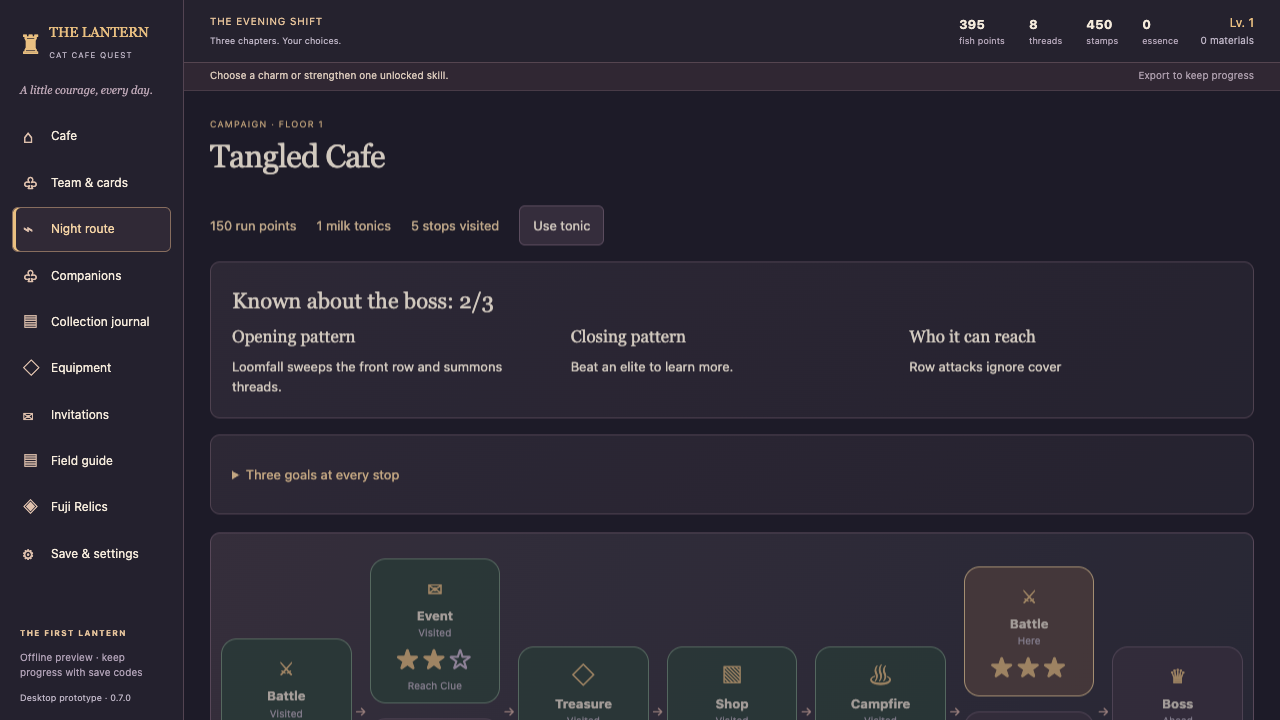 THE LANTERN
CAT CAFE QUEST
A little courage, every day.
Cafe
Team & cards
Night route
Companions
Collection journal
Equipment
Invitations
Field guide
Fuji Relics
Save & settings
THE FIRST LANTERN
Offline preview · keep
progress with save codes
Desktop prototype · 0.7.0
THE EVENING SHIFT
Three chapters. Your choices.
395
fish points
8
threads
450
stamps
0
essence
Lv. 1
0 materials
Choose a charm or strengthen one unlocked skill.
Export to keep progress
CAMPAIGN · FLOOR 1
Tangled Cafe
150 run points
1 milk tonics
5 stops visited
Use tonic
Known about the boss: 2/3
Opening pattern
Loomfall sweeps the front row and summons
threads.
Closing pattern
Beat an elite to learn more.
Who it can reach
Row attacks ignore cover
Three goals at every stop
Battle
Visited
Event
Visited
Reach Clue
Treasure
Visited
Shop
Visited
Campfire
Visited
Battle
Here
Boss
Ahead